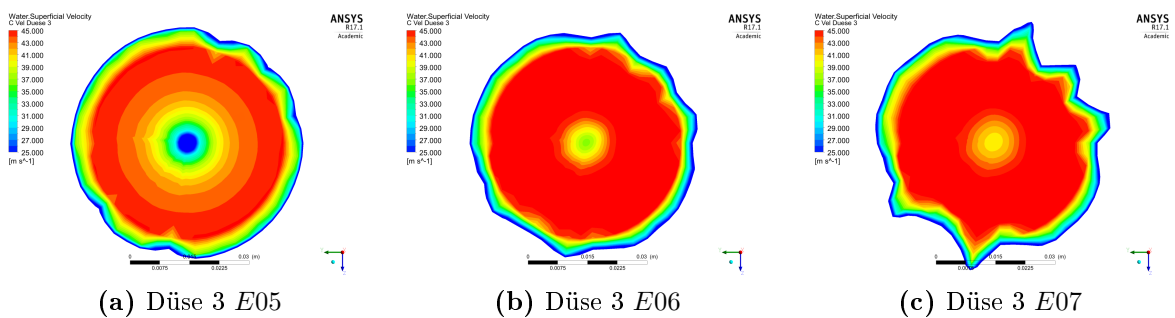 Water.Superficial Velocity
C Vel Duese 3
45.000
43.000
41.000
39.000
37.000
35.000
33.000
31.000
29.000
27.000
25.000
[m s^-1]
ANSYS
R17.1
Academic
0
0.015
0.03 (m)
0.0075
0.0225
(a) Düse 3 E05
Water.Superficial Velocity
C Vel Duese 3
45.000
43.000
41.000
39.000
37.000
35.000
33.000
31.000
29.000
27.000
25.000
[m s^-1]
ANSYS
R17.1
Academic
0
0.015
0.03 (m)
0.0075
0.0225
(b) Düse 3 E06
Water.Superficial Velocity
C Vel Duese 3
45.000
43.000
41.000
39.000
37.000
35.000
33.000
31.000
29.000
27.000
25.000
[m s^-1]
ANSYS
R17.1
Academic
0
0.015
0.03 (m)
0.0075
0.0225
(c) Düse 3 E07